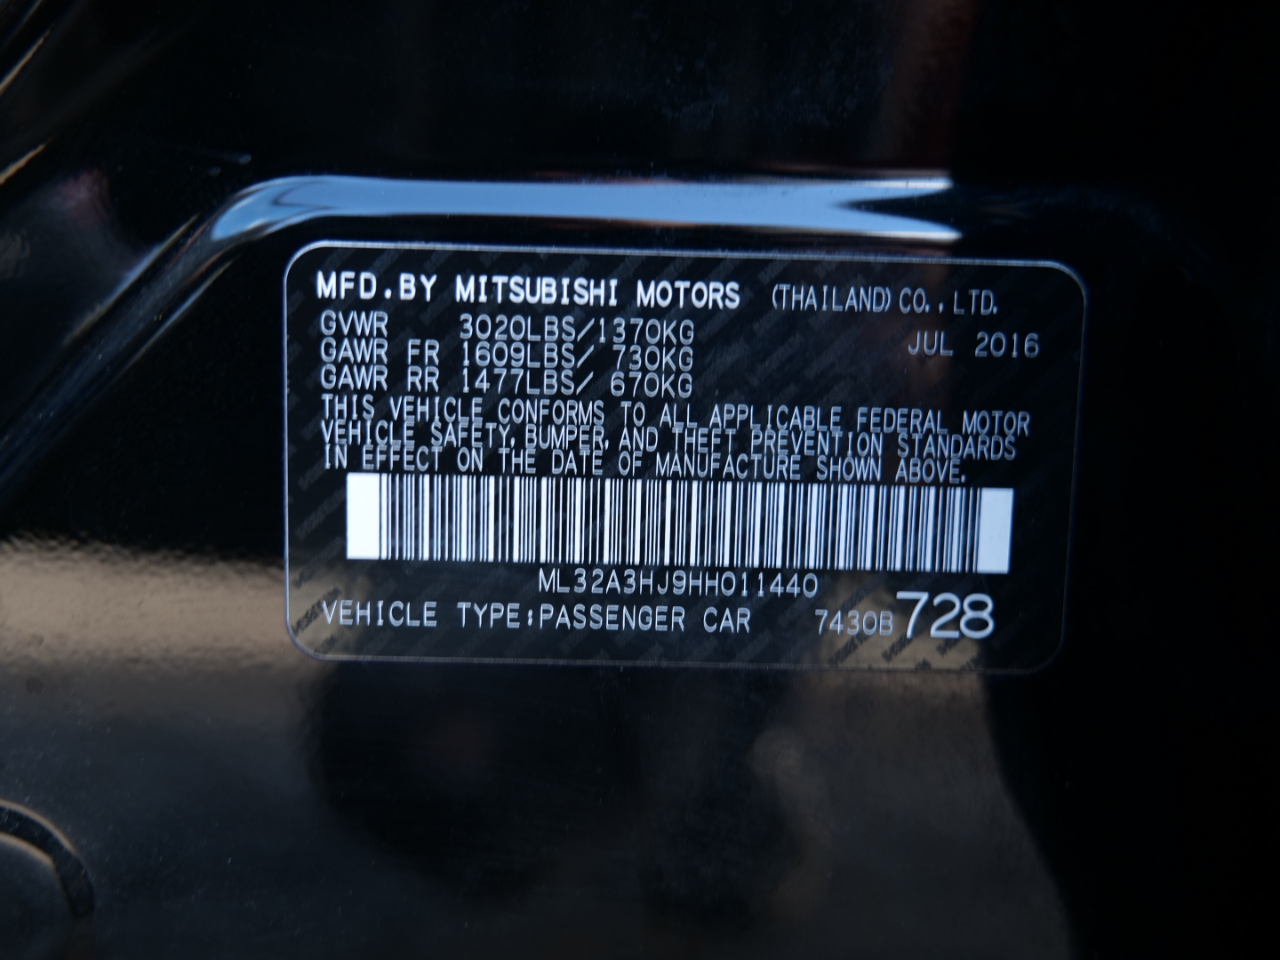 MFD.BY MITSUBISHI MOTORS (THAILAND) CO.,LTD.
GVWR 3020LBS/1370KG JUL 2016
GAWR FR 1609LBS/ 730KG
GAWR RR 1477LBS/ 670KG
THIS VEHICLE CONFORMS TO ALL APPLICABLE FEDERAL MOTOR
VEHICLE SAFETY, BUMPER, AND THEFT PREVENTION STANDARDS
IN EFFECT ON THE DATE OF MANUFACTURE SHOWN ABOVE.
ML32A3HJ9HH011440
VEHICLE TYPE:PASSENGER CAR 7430B 728